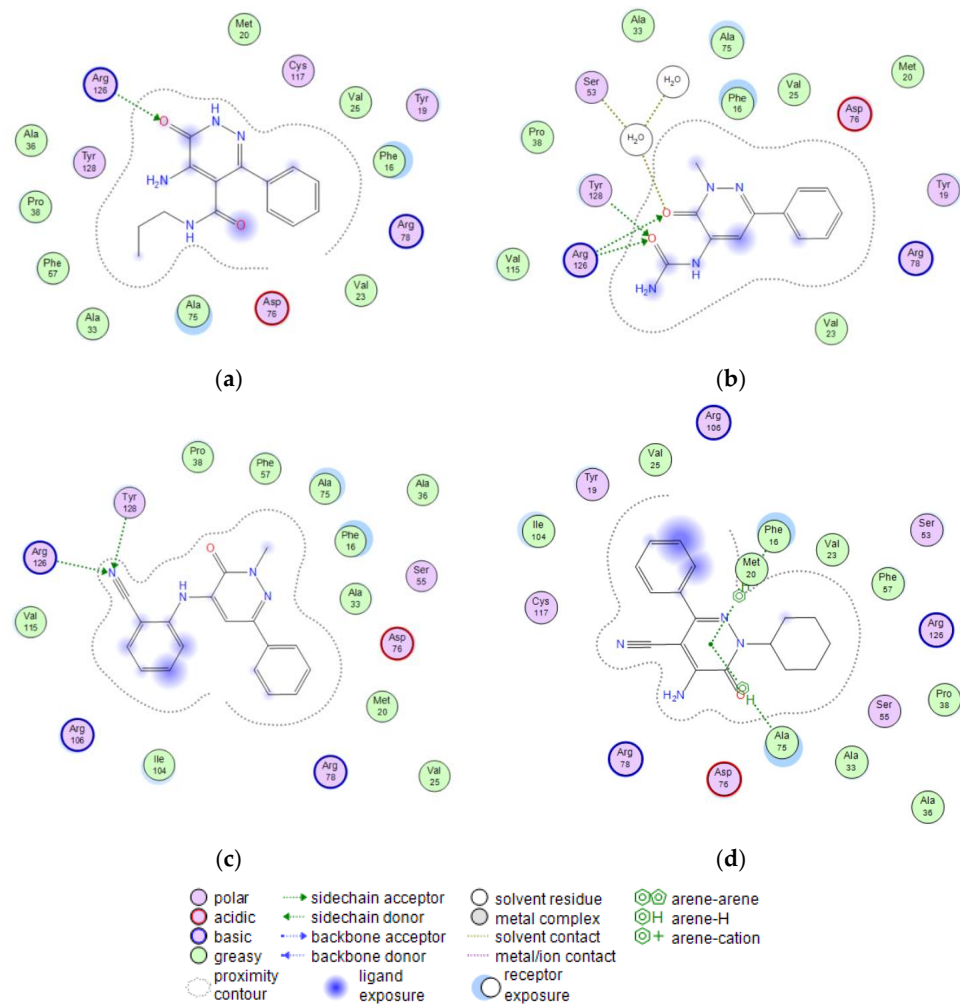 Met
20
Cys
117
Arg
126
Val
25
Tyr
19
Ala
36
Tyr
128
Phe
16
Pro
38
Arg
78
Phe
57
Val
23
Ala
33
Ala
75
Asp
76
O
NH
N
H₂N
NH
O
(a)
Ala
33
Ala
75
Ser
53
H₂O
Met
20
Phe
16
Val
25
Asp
76
Pro
38
H₂O
Tyr
128
Tyr
19
Arg
126
Arg
78
Val
115
Val
23
N
N
O
O
NH
H₂N
(b)
Pro
38
Phe
57
Ala
75
Ala
36
Tyr
128
Phe
16
Arg
126
Ser
55
Ala
33
Val
115
Asp
76
Met
20
Arg
106
Ile
104
Arg
78
Val
25
N
O
N
NH
N
(c)
Arg
106
Val
25
Tyr
19
Ile
104
Phe
16
Ser
53
Met
20
Val
23
Phe
57
Cys
117
Arg
126
Pro
38
Ser
55
Ala
75
Ala
33
Arg
78
Asp
76
Ala
36
H
N
N
N
H₂N
O
H
(d)
polar
acidic
basic
greasy
proximity
contour
sidechain acceptor
sidechain donor
backbone acceptor
backbone donor
ligand
exposure
solvent residue
metal complex
solvent contact
metal/ion contact
receptor
exposure
arene-arene
H arene-H
+ arene-cation